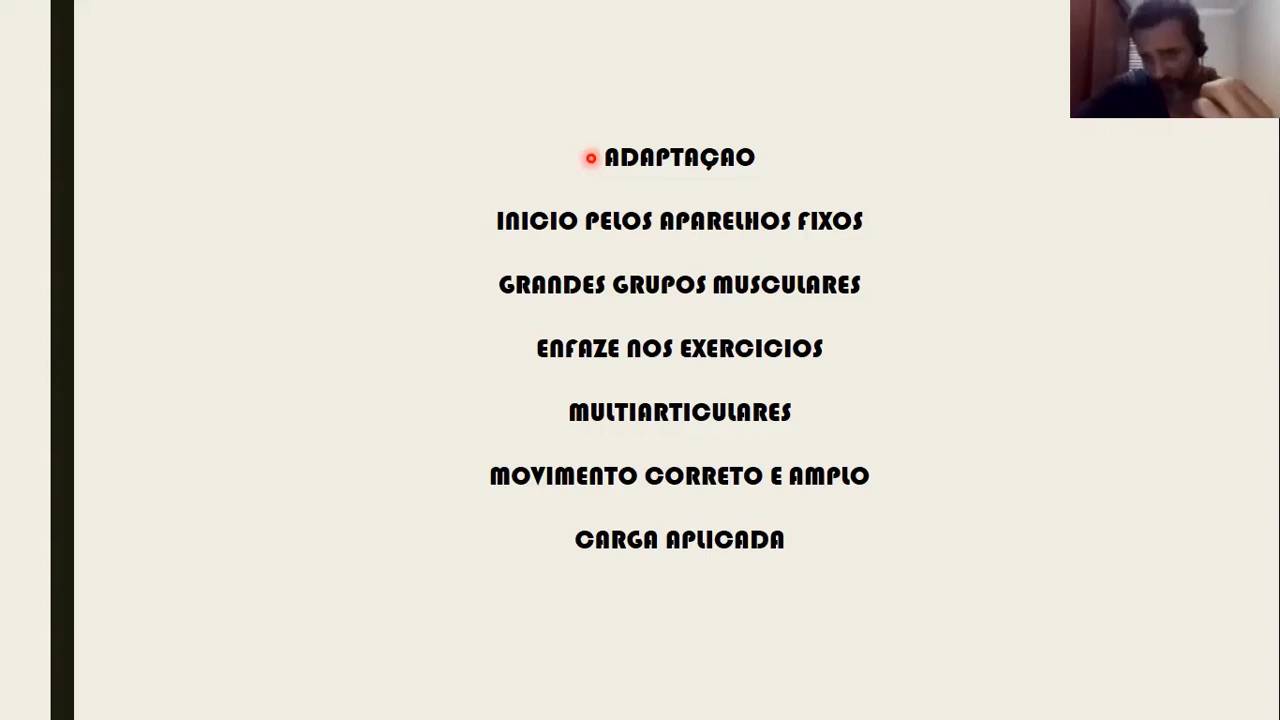 ADAPTAÇAO
INICIO PELOS APARELHOS FIXOS
GRANDES GRUPOS MUSCULARES
ENFAZE NOS EXERCICIOS
MULTIARTICULARES
MOVIMENTO CORRETO E AMPLO
CARGA APLICADA